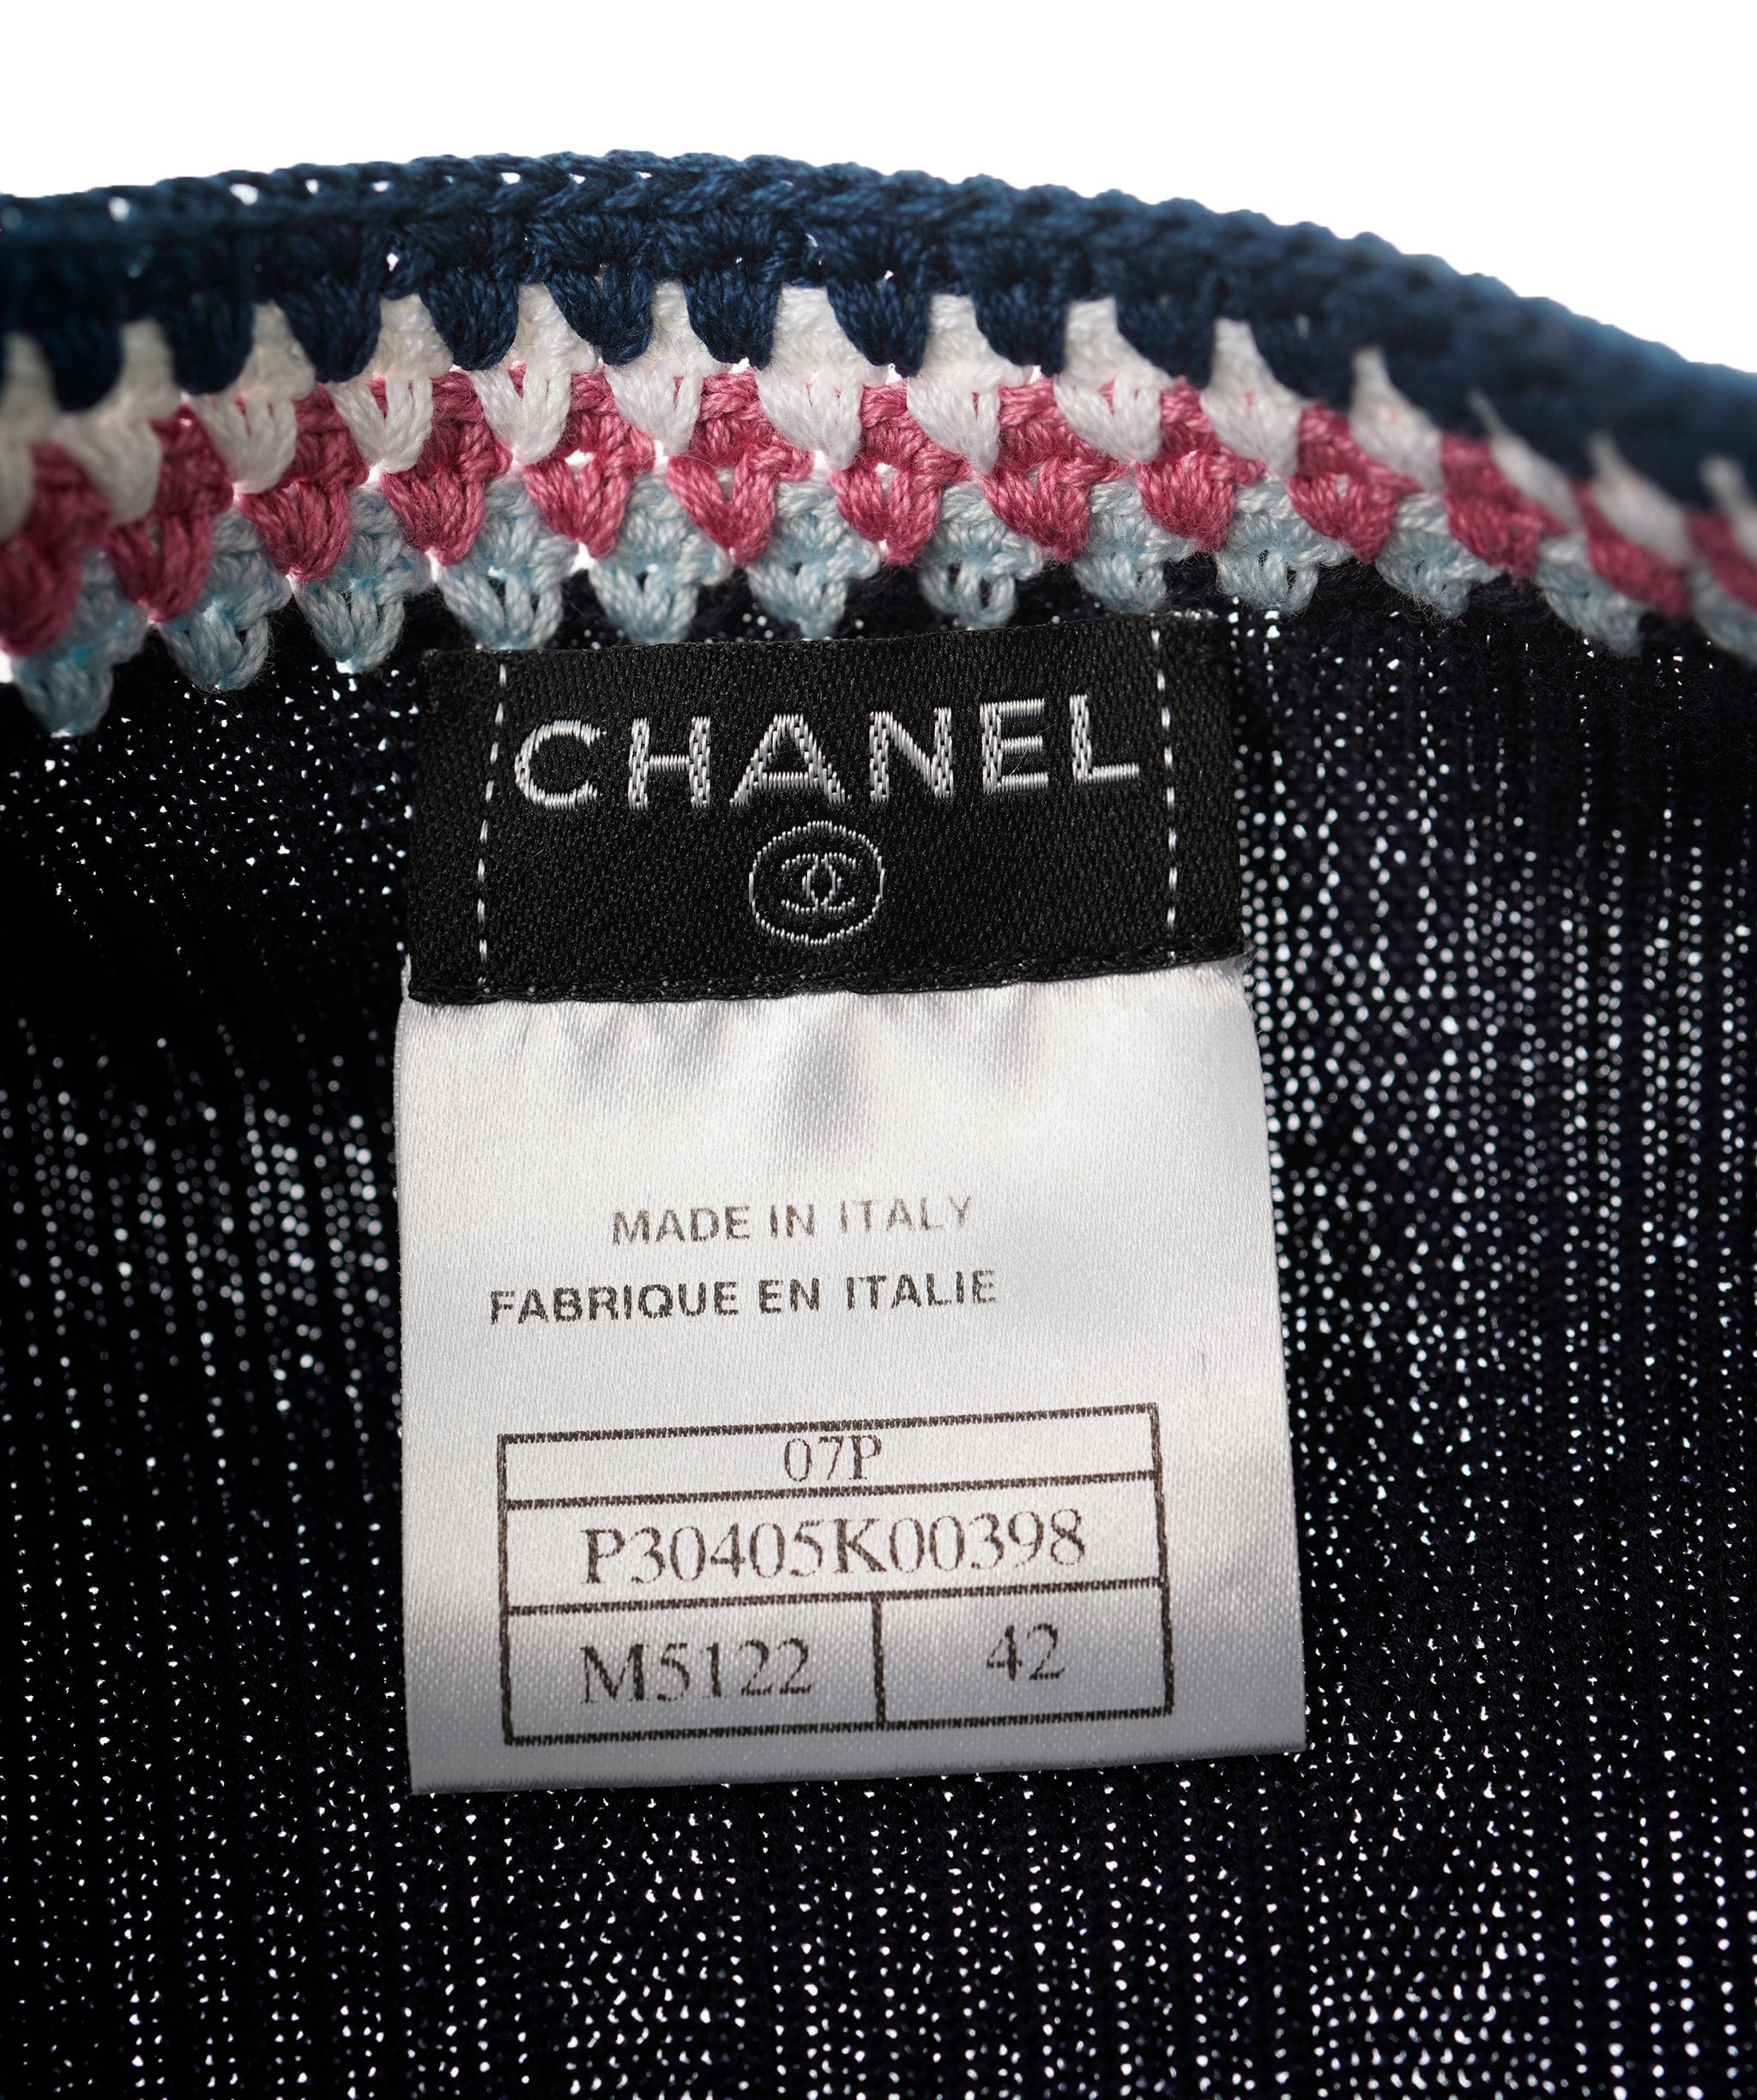 CHANEL
MADE IN ITALY
FABRIQUE EN ITALIE
07P
P30405K00398
M5122 42